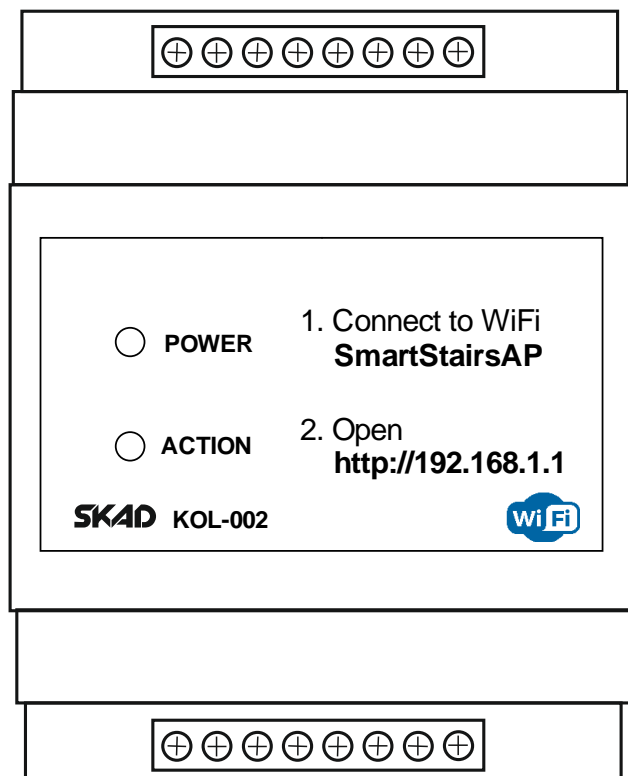 POWER
1. Connect to WiFi
SmartStairsAP
ACTION
2. Open
http://192.168.1.1
SKAD KOL-002
Wi Fi